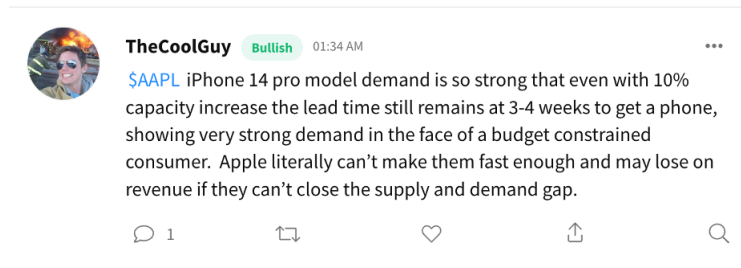 TheCoolGuy Bullish 01:34 AM
$AAPL iPhone 14 pro model demand is so strong that even with 10%
capacity increase the lead time still remains at 3-4 weeks to get a phone,
showing very strong demand in the face of a budget constrained
consumer.  Apple literally can’t make them fast enough and may lose on
revenue if they can’t close the supply and demand gap.
1